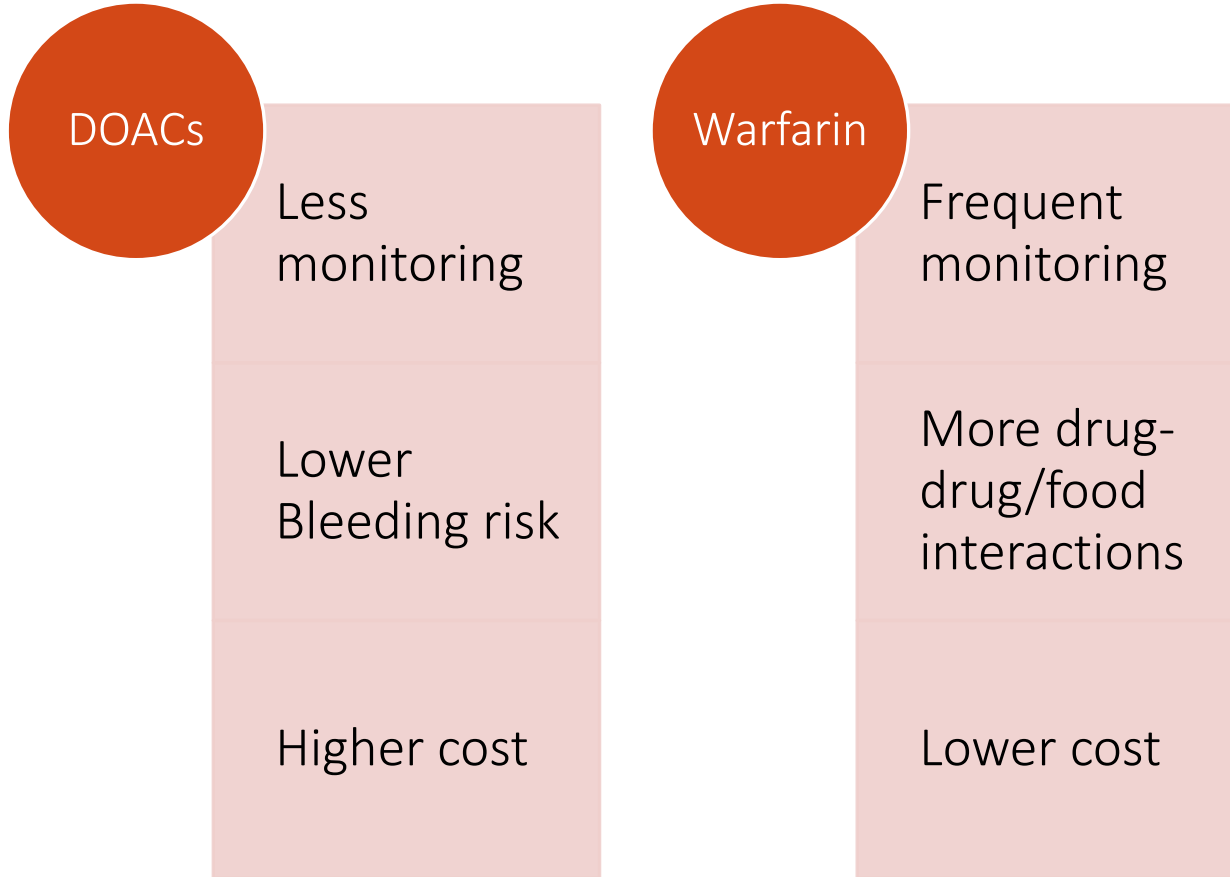 DOACs
Less
monitoring
Lower
Bleeding risk
Higher cost
Warfarin
Frequent
monitoring
More drug-
drug/food
interactions
Lower cost